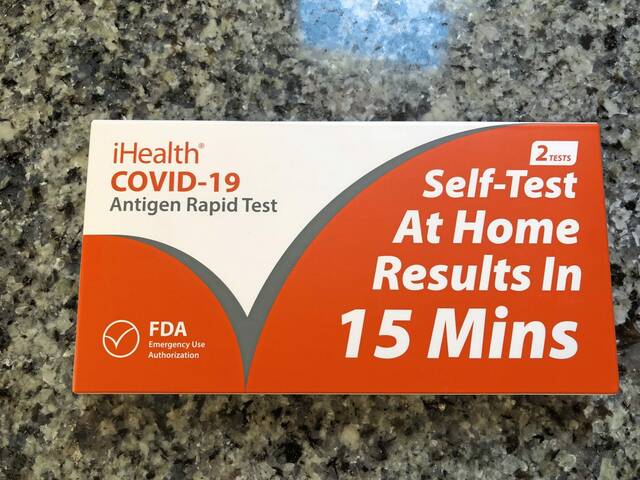 iHealth®
COVID-19
Antigen Rapid Test
2 TESTS
Self-Test
At Home
Results In
15 Mins
FDA
Emergency Use
Authorization